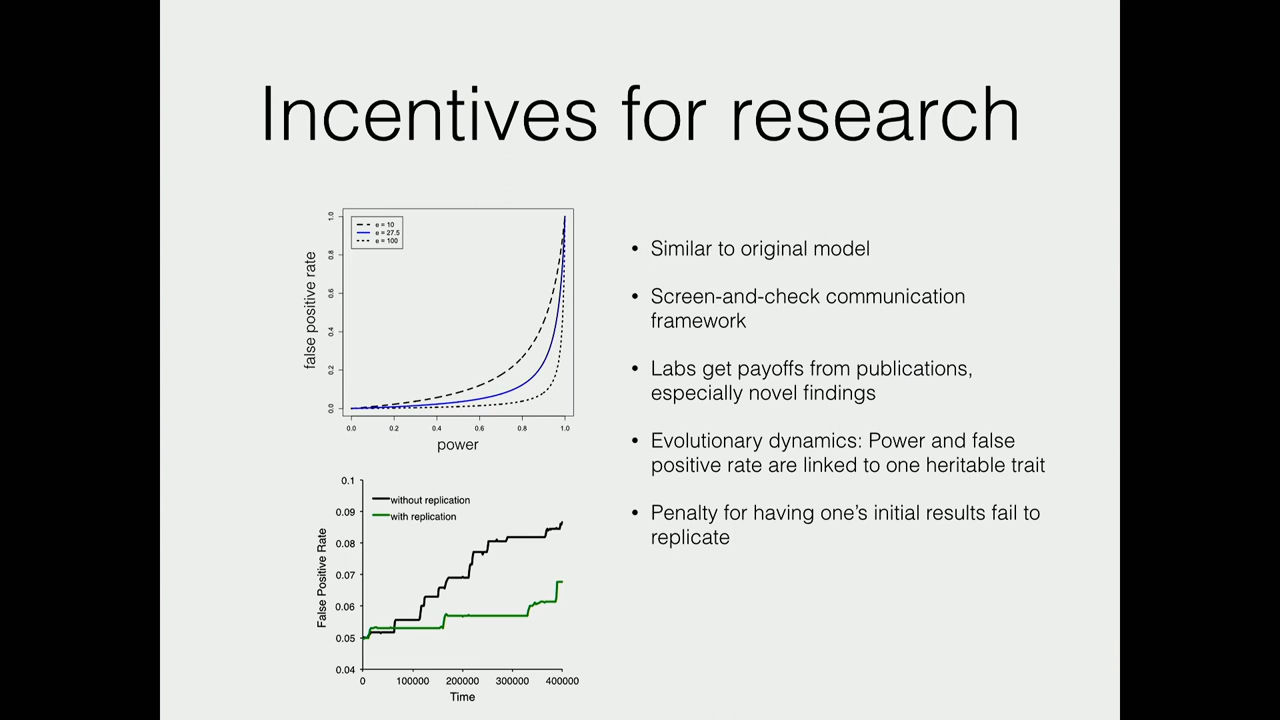 Incentives for research
1.0
0.8
0.6
0.4
0.2
0.0
false positive rate
e = 10
e = 27.5
e = 100
0.0 0.2 0.4 0.6 0.8 1.0
power
0.1
0.09
0.08
0.07
0.06
0.05
0.04
False Positive Rate
without replication
with replication
0 100000 200000 300000 400000
Time
• Similar to original model
• Screen-and-check communication
framework
• Labs get payoffs from publications,
especially novel findings
• Evolutionary dynamics: Power and false
positive rate are linked to one heritable trait
• Penalty for having one's initial results fail to
replicate